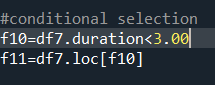 #conditional selection
f10=df7.duration<3.00
f11=df7.loc[f10]